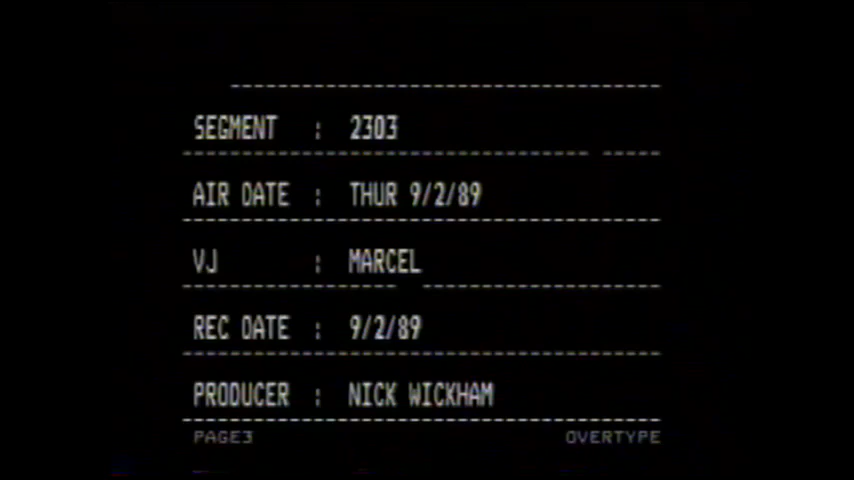 SEGMENT : 2303
AIR DATE : THUR 9/2/89
VJ : MARCEL
REC DATE : 9/2/89
PRODUCER : NICK WICKHAM
PAGE3 OVERTYPE